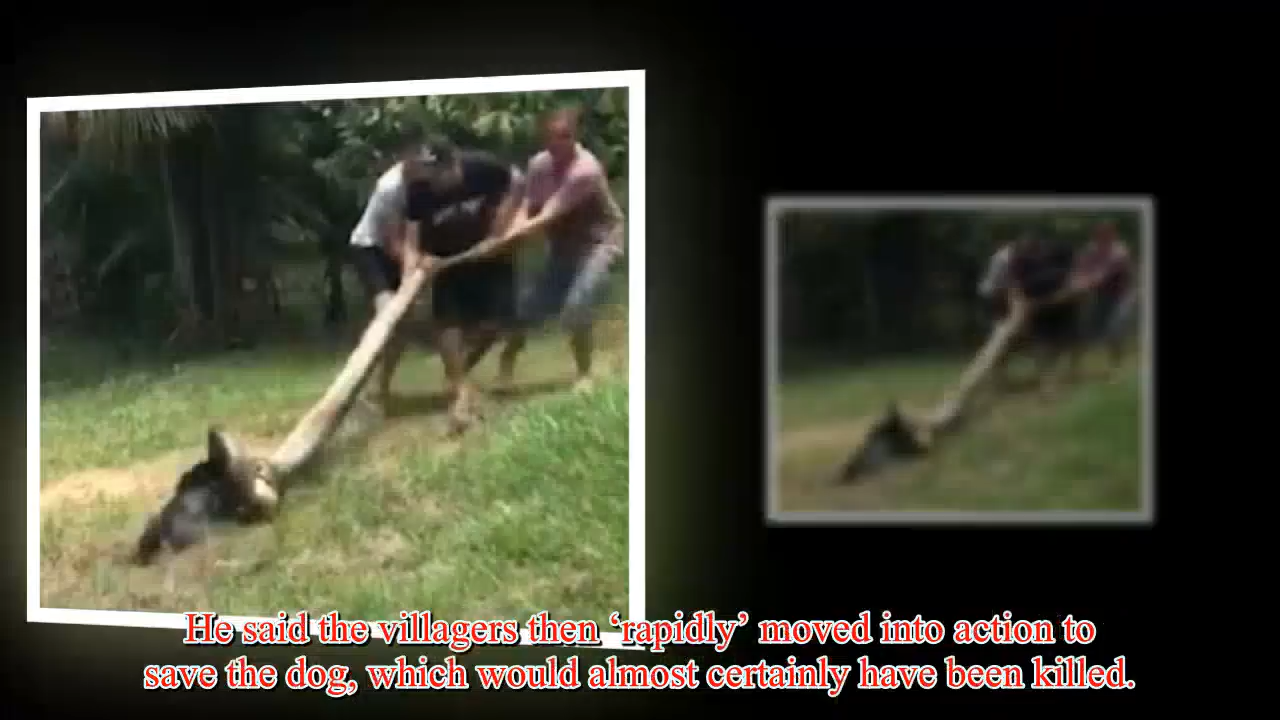 He said the villagers then ‘rapidly’ moved into action to
save the dog, which would almost certainly have been killed.